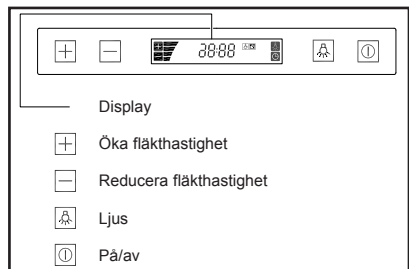 + − 88:88
Display
+ Öka fläkthastighet
− Reducera fläkthastighet
Ljus
På/av